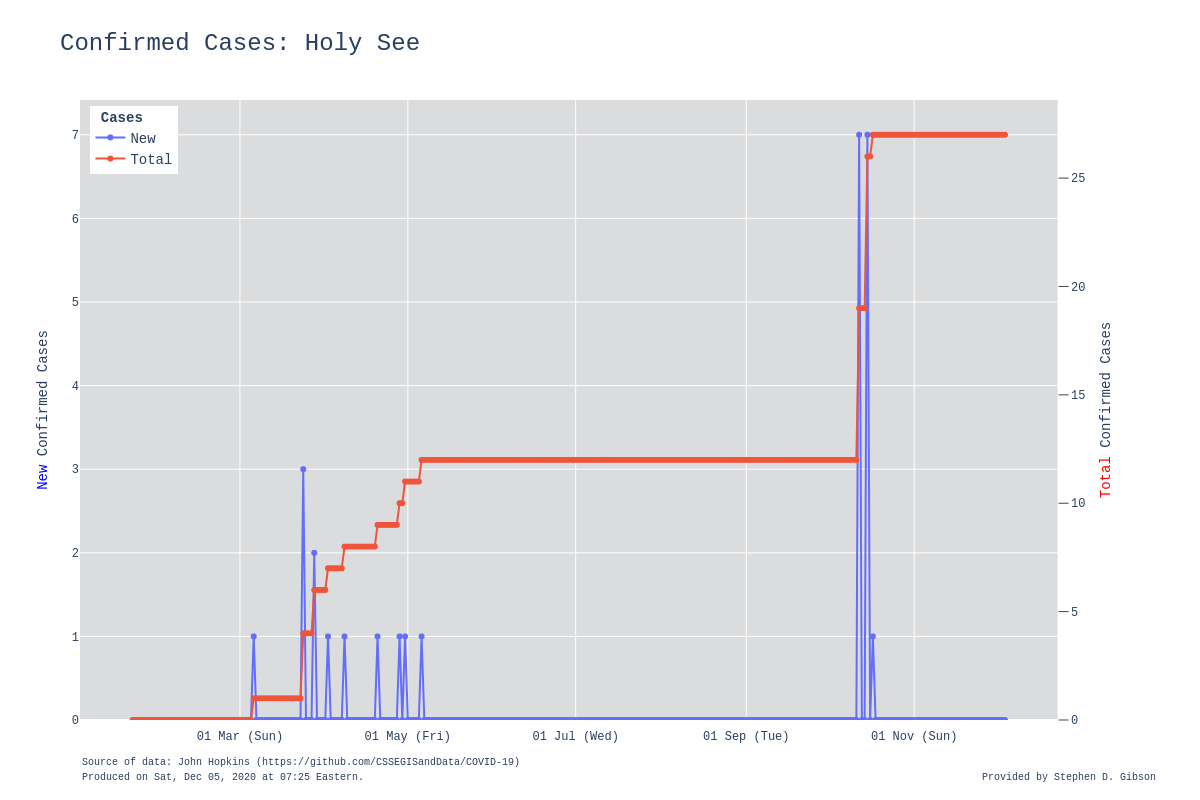 Confirmed Cases: Holy See
Cases
New
Total
7
6
5
4
3
2
1
0
25
20
15
10
5
0
New Confirmed Cases
Total Confirmed Cases
01 Mar (Sun) 01 May (Fri) 01 Jul (Wed) 01 Sep (Tue) 01 Nov (Sun)
Source of data: John Hopkins (https://github.com/CSSEGISandData/COVID-19)
Produced on Sat, Dec 05, 2020 at 07:25 Eastern.
Provided by Stephen D. Gibson